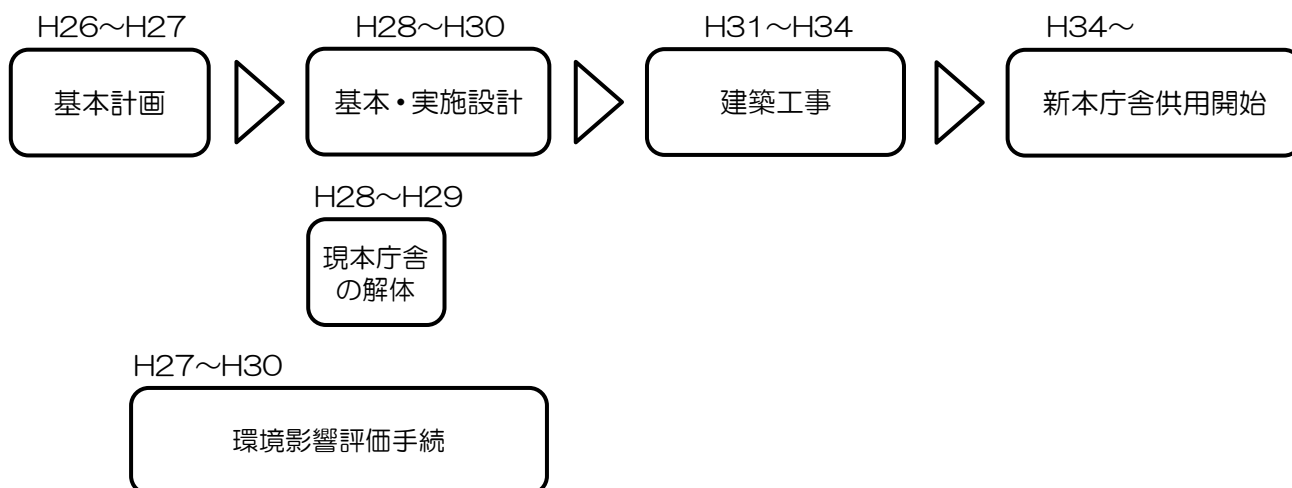 H26～H27
基本計画
H28～H30
基本・実施設計
H31～H34
建築工事
H34～
新本庁舎供用開始
H28～H29
現本庁舎
の解体
H27～H30
環境影響評価手続